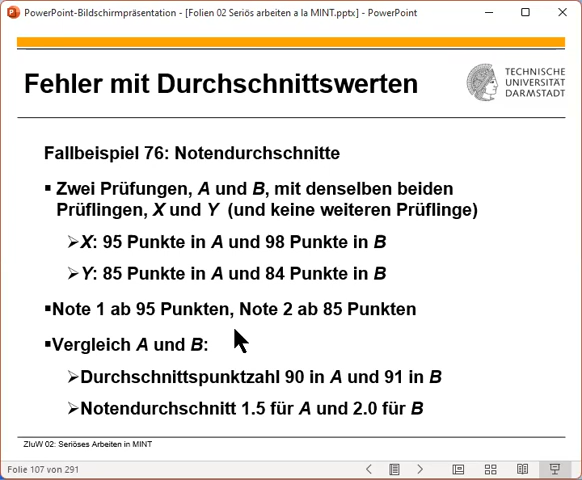 PowerPoint-Bildschirmpräsentation - [Folien 02 Seriös arbeiten a la MINT.pptx] - PowerPoint
Fehler mit Durchschnittswerten
TECHNISCHE
UNIVERSITÄT
DARMSTADT
Fallbeispiel 76: Notendurchschnitte
▪ Zwei Prüfungen, A und B, mit denselben beiden
Prüflingen, X und Y (und keine weiteren Prüflinge)
➢X: 95 Punkte in A und 98 Punkte in B
➢Y: 85 Punkte in A und 84 Punkte in B
▪Note 1 ab 95 Punkten, Note 2 ab 85 Punkten
▪Vergleich A und B:
➢Durchschnittspunktzahl 90 in A und 91 in B
➢Notendurchschnitt 1.5 für A und 2.0 für B
ZIuW 02: Seriöses Arbeiten in MINT
Folie 107 von 291